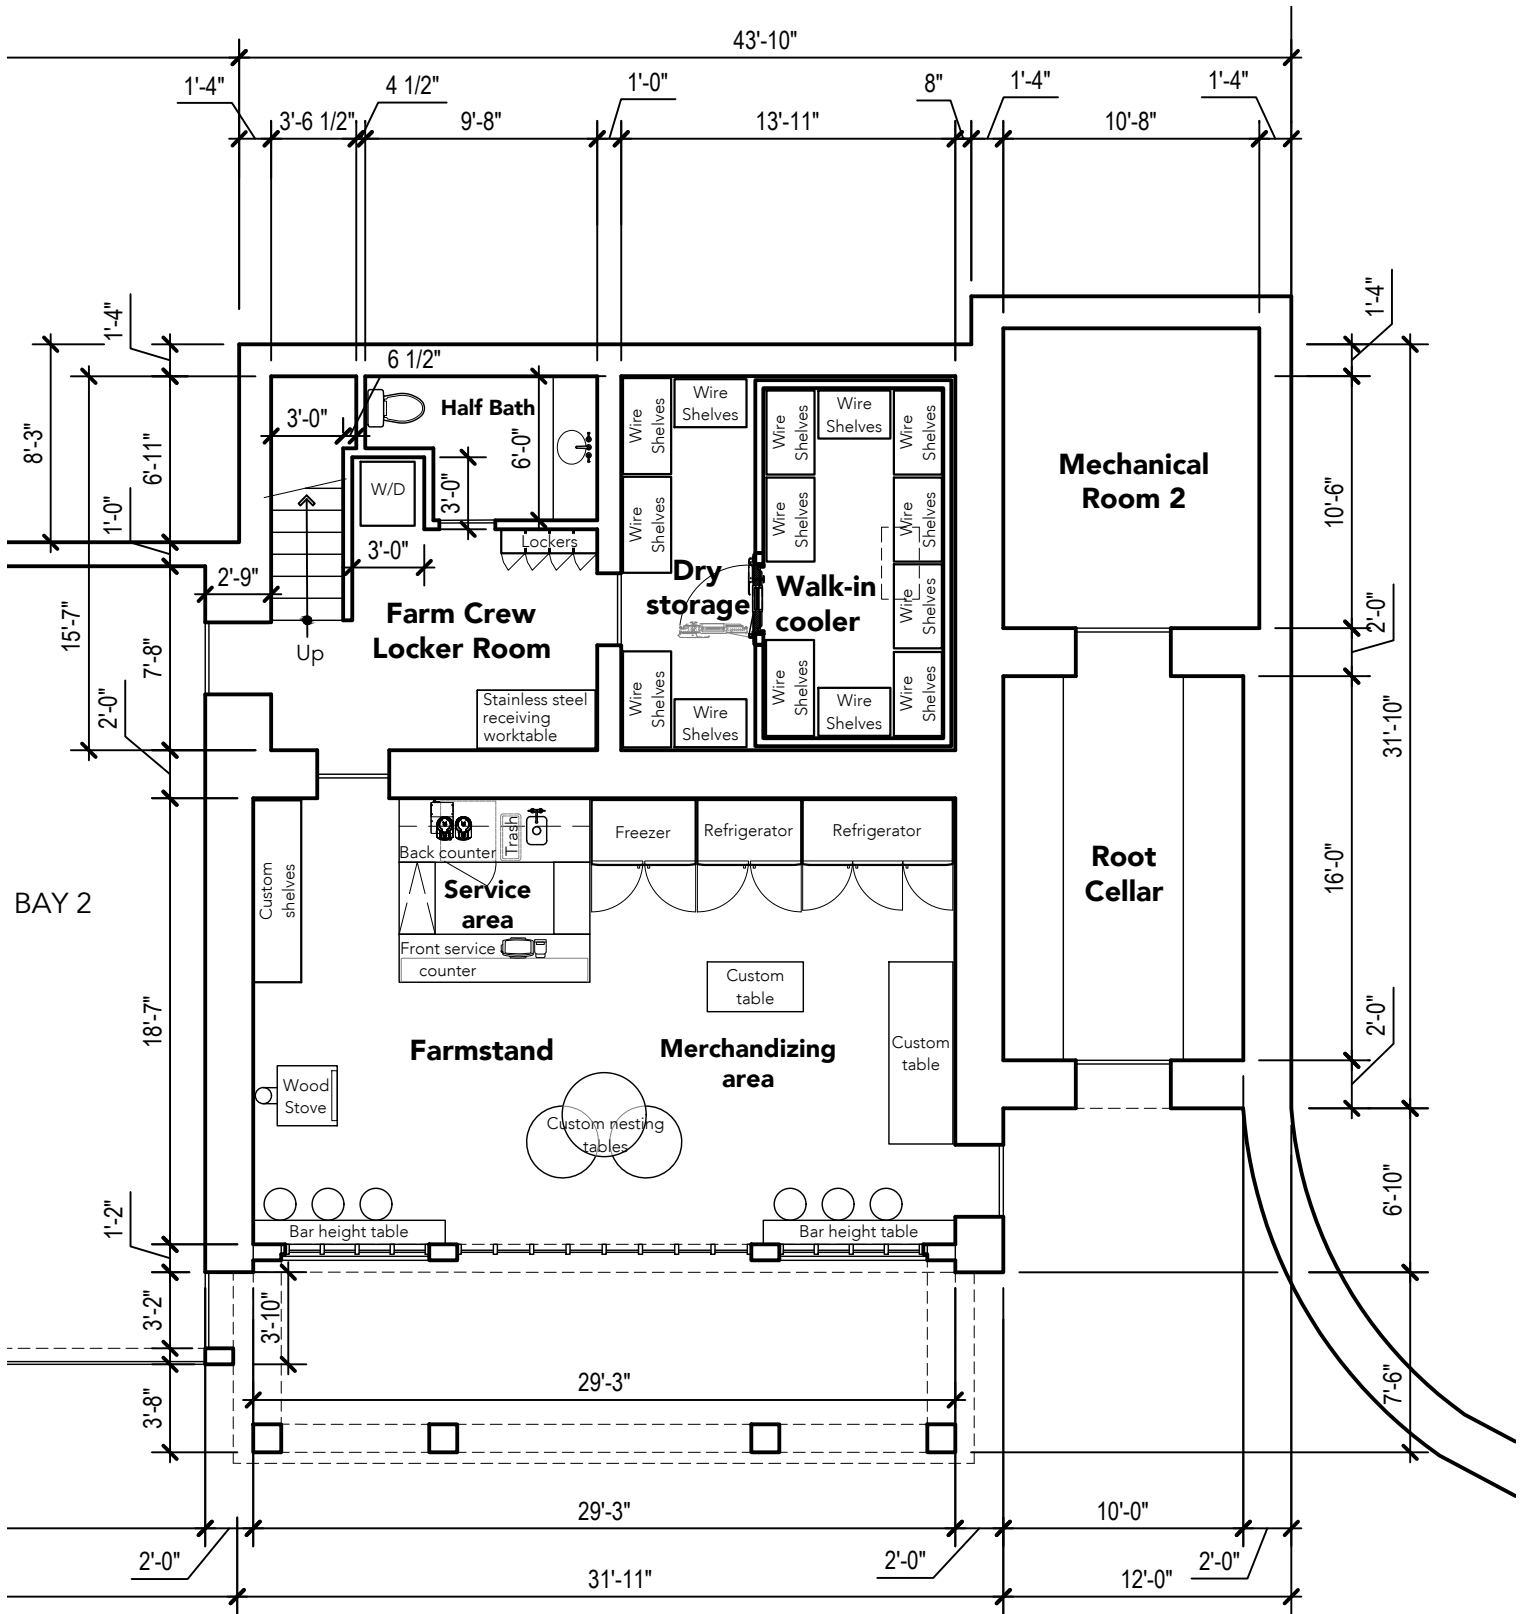 43'-10"
1'-4"
4 1/2"
1'-0"
8"
1'-4"
1'-4"
3'-6 1/2"
9'-8"
13'-11"
10'-8"
1'-4"
1'-4"
6 1/2"
8'-3"
6'-11"
3'-0"
Half Bath
6'-0"
Wire
Shelves
Wire
Shelves
Wire
Shelves
Wire
Shelves
Wire
Shelves
Mechanical
Room 2
10'-6"
W/D
3'-0"
1'-0"
Wire
Shelves
Wire
Shelves
Wire
Shelves
Lockers
3'-0"
2'-9"
Dry
storage
Walk-in
cooler
Wire
Shelves
2'-0"
15'-7"
7'-8"
Farm Crew
Locker Room
Up
2'-0"
Stainless steel
receiving
worktable
Wire
Shelves
Wire
Shelves
Wire
Shelves
Wire
Shelves
Wire
Shelves
31'-10"
Trash
Back counter
Freezer
Refrigerator
Refrigerator
Root
Cellar
16'-0"
BAY 2
Custom
shelves
Service
area
Front service
counter
Custom
table
18'-7"
2'-0"
Farmstand
Merchandizing
area
Custom
table
Wood
Stove
Custom nesting
tables
1'-2"
Bar height table
Bar height table
6'-10"
3'-2"
3'-10"
29'-3"
3'-8"
7'-6"
29'-3"
10'-0"
2'-0"
2'-0"
2'-0"
31'-11"
12'-0"